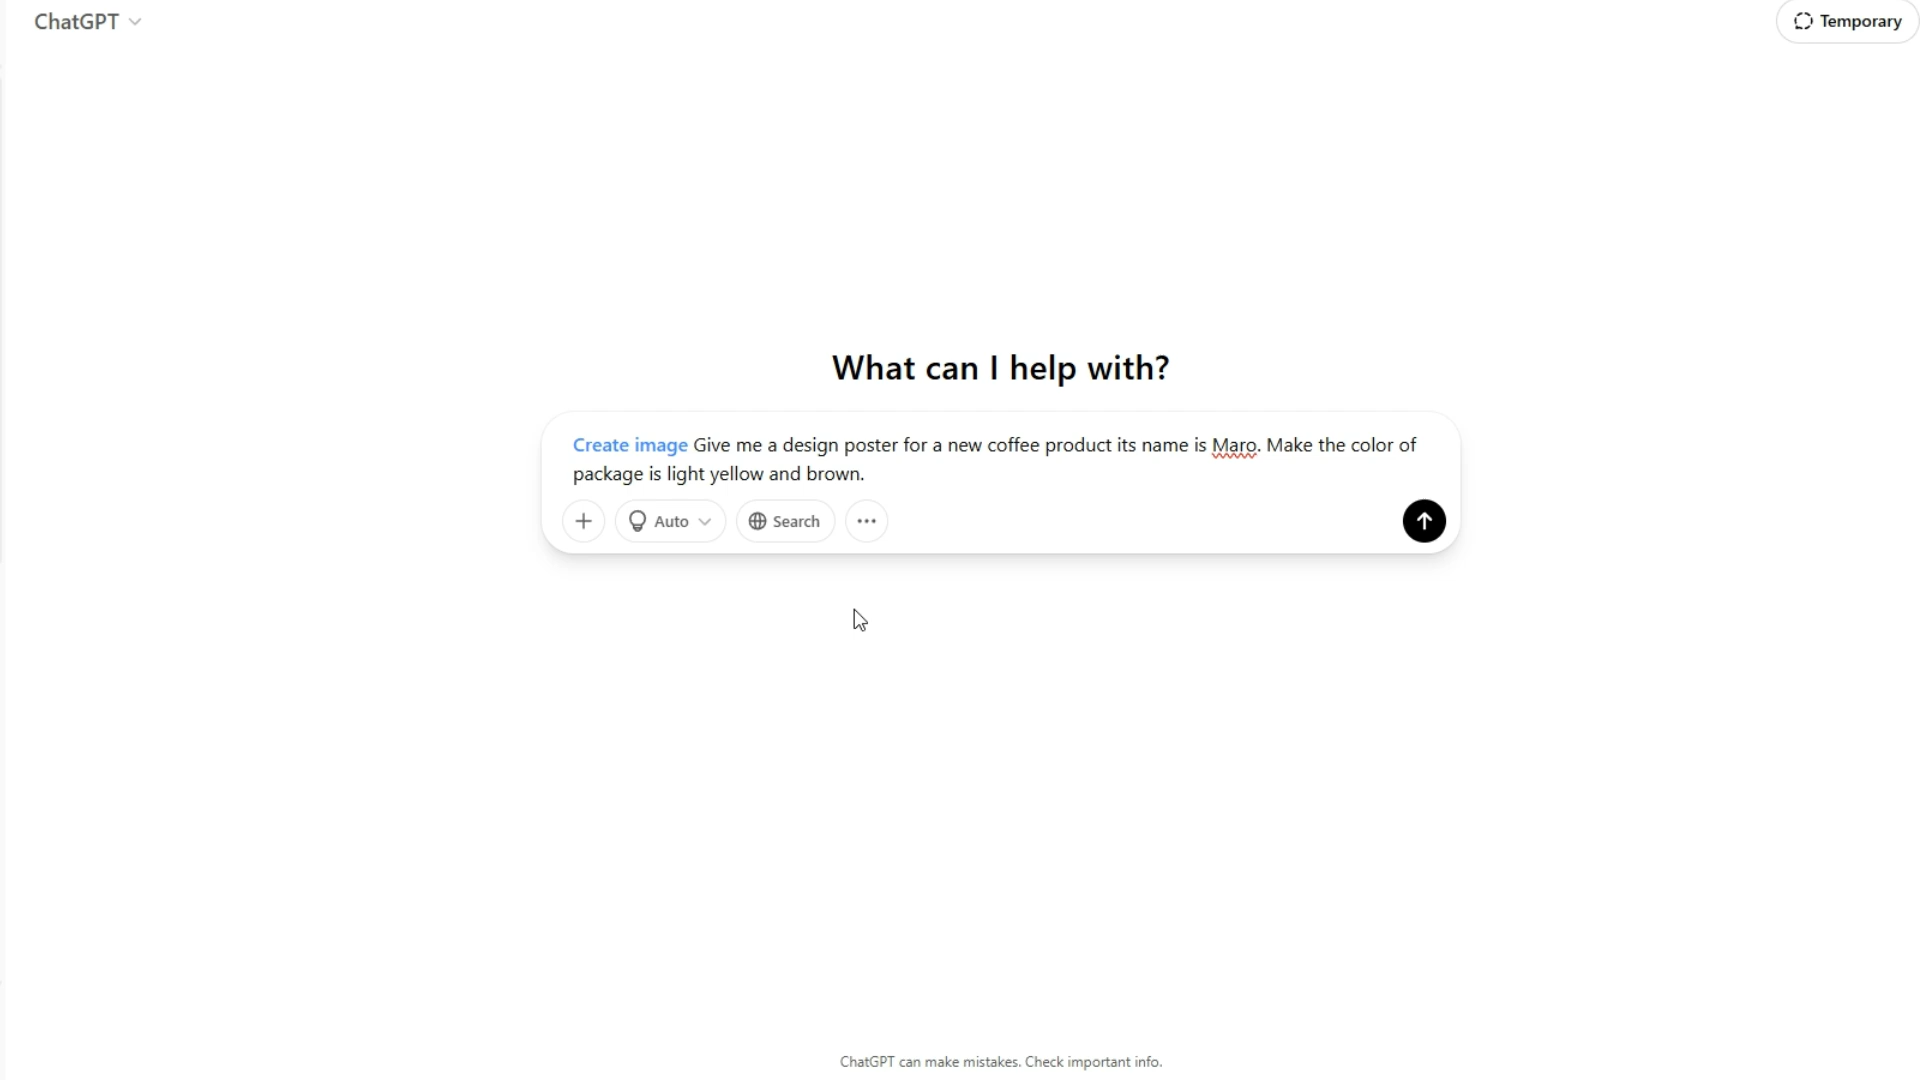 ChatGPT
Temporary
What can I help with?
Create image Give me a design poster for a new coffee product its name is Maro. Make the color of
package is light yellow and brown.
Auto
Search
ChatGPT can make mistakes. Check important info.